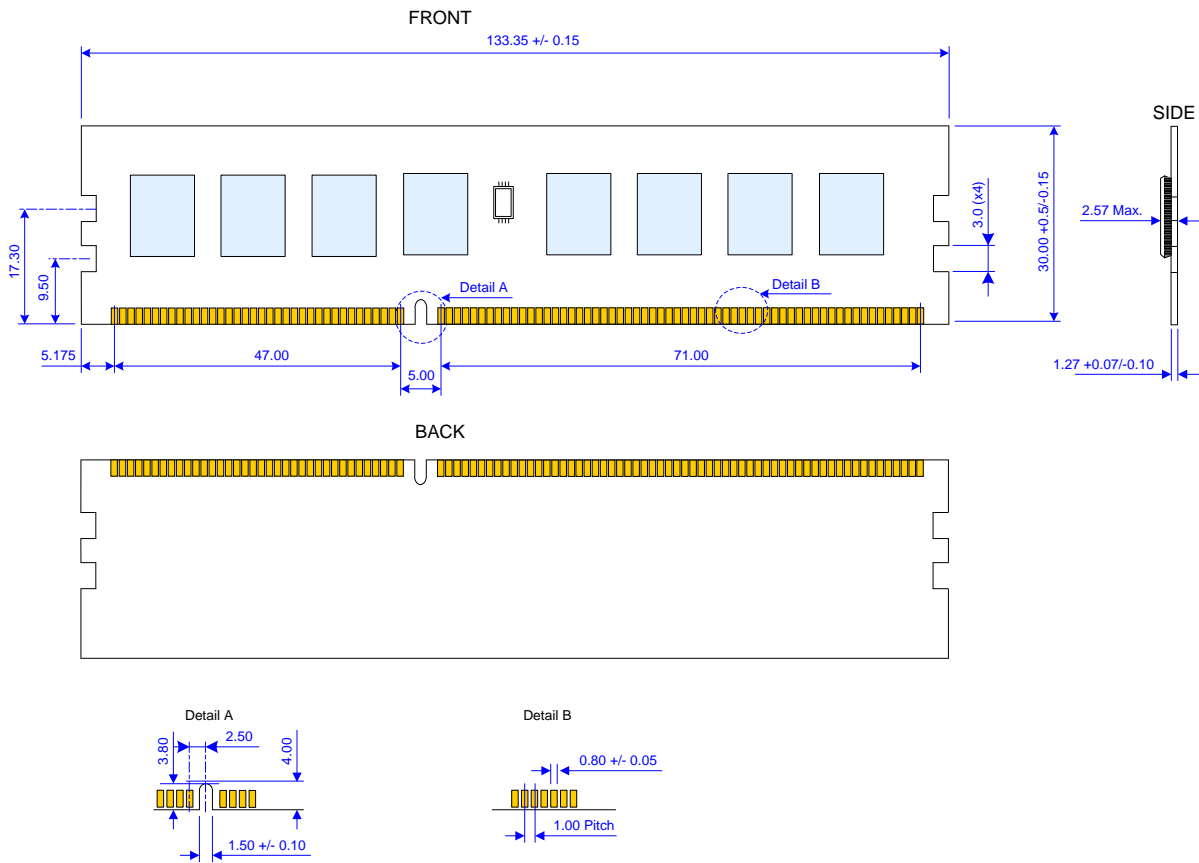 FRONT
133.35 +/- 0.15
SIDE
17.30
9.50
3.0 (x4)
30.00 +0.5/-0.15
2.57 Max.
Detail A
Detail B
5.175
47.00
5.00
71.00
1.27 +0.07/-0.10
BACK
Detail A
Detail B
3.80
2.50
4.00
0.80 +/- 0.05
1.00 Pitch
1.50 +/- 0.10